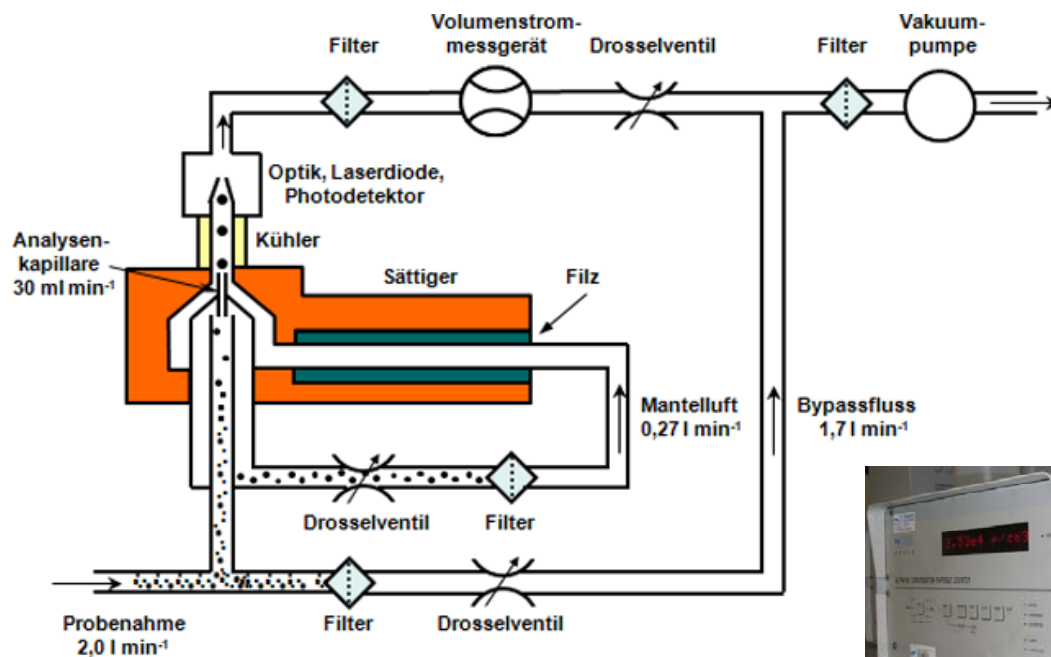 Volumenstrom-
messgerät
Filter
Drosselventil
Filter
Vakuum-
pumpe
Optik, Laserdiode,
Photodetektor
Kühler
Analysen-
kapillare
30 ml min⁻¹
Sättiger
Filz
Mantelluft
0,27 l min⁻¹
Bypassfluss
1,7 l min⁻¹
Drosselventil
Filter
Probenahme
2,0 l min⁻¹
Filter
Drosselventil